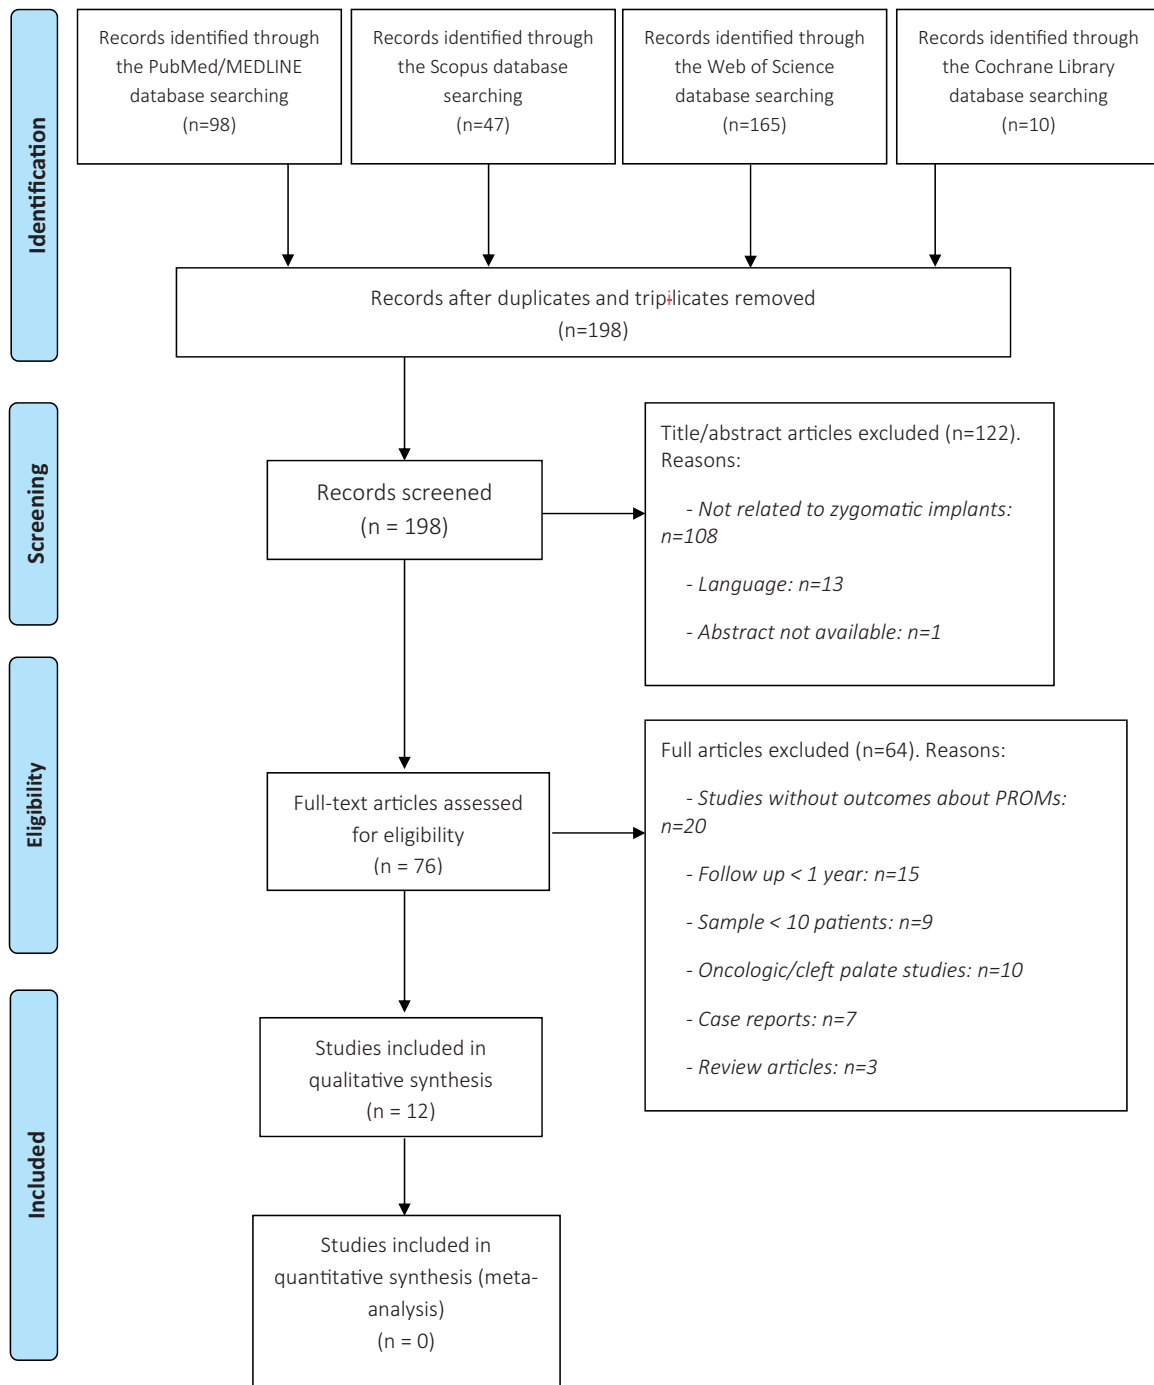 Identification
Records identified through
the PubMed/MEDLINE
database searching
(n=98)
Records identified through
the Scopus database
searching
(n=47)
Records identified through
the Web of Science
database searching
(n=165)
Records identified through
the Cochrane Library
database searching
(n=10)
Records after duplicates and tripilicates removed
(n=198)
Screening
Records screened
(n = 198)
Title/abstract articles excluded (n=122).
Reasons:
- Not related to zygomatic implants:
n=108
- Language: n=13
- Abstract not available: n=1
Eligibility
Full-text articles assessed
for eligibility
(n = 76)
Full articles excluded (n=64). Reasons:
- Studies without outcomes about PROMs:
n=20
- Follow up < 1 year: n=15
- Sample < 10 patients: n=9
- Oncologic/cleft palate studies: n=10
- Case reports: n=7
- Review articles: n=3
Included
Studies included in
qualitative synthesis
(n = 12)
Studies included in
quantitative synthesis (meta-
analysis)
(n = 0)